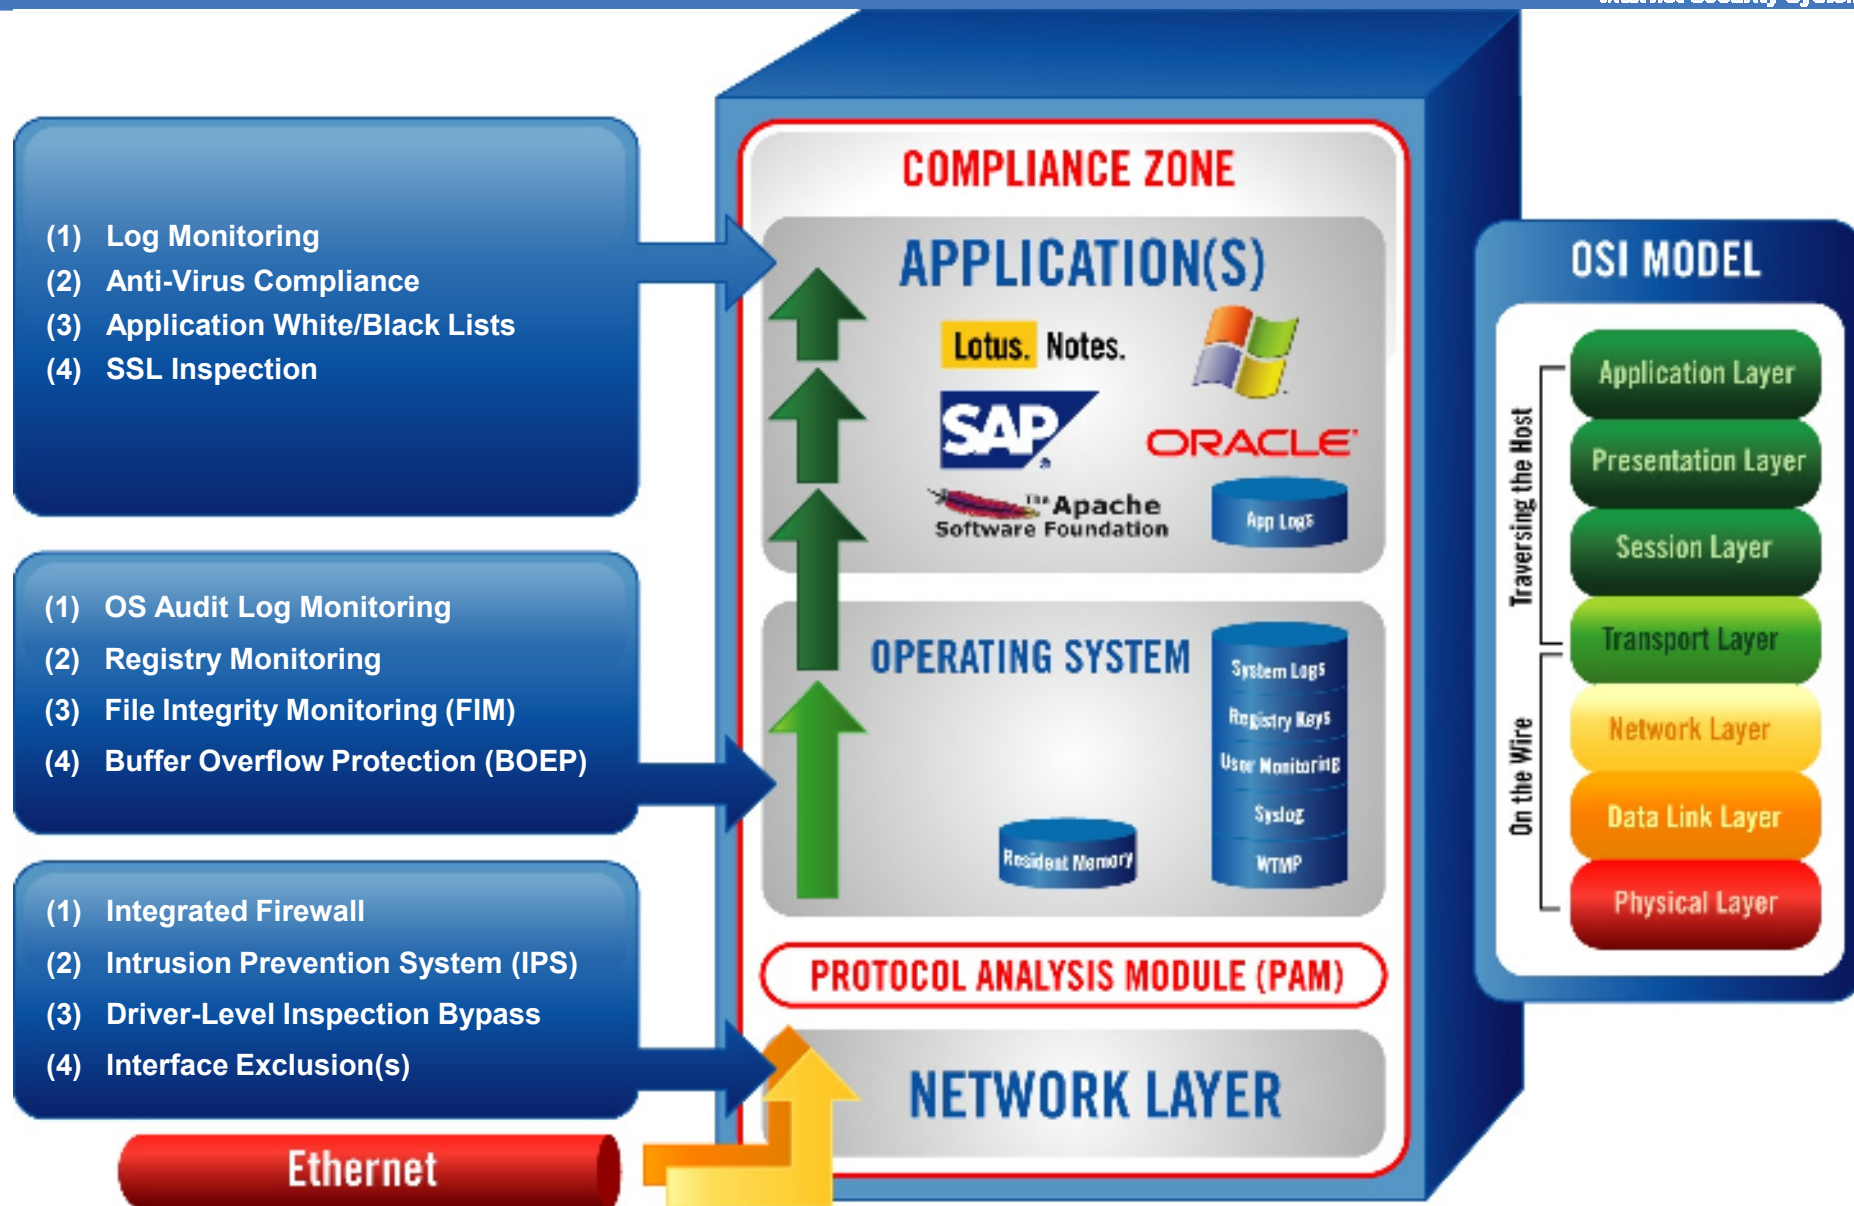 Internet Security Systems
COMPLIANCE ZONE
(1) Log Monitoring
(2) Anti-Virus Compliance
(3) Application White/Black Lists
(4) SSL Inspection
APPLICATION(S)
Lotus. Notes.
SAP®
ORACLE®
The Apache
Software Foundation
App Logs
(1) OS Audit Log Monitoring
(2) Registry Monitoring
(3) File Integrity Monitoring (FIM)
(4) Buffer Overflow Protection (BOEP)
OPERATING SYSTEM
System Logs
Registry Keys
User Monitoring
Syslog
WTMP
Resident Memory
(1) Integrated Firewall
(2) Intrusion Prevention System (IPS)
(3) Driver-Level Inspection Bypass
(4) Interface Exclusion(s)
PROTOCOL ANALYSIS MODULE (PAM)
NETWORK LAYER
Ethernet
OSI MODEL
Traversing the Host
Application Layer
Presentation Layer
Session Layer
Transport Layer
On the Wire
Network Layer
Data Link Layer
Physical Layer